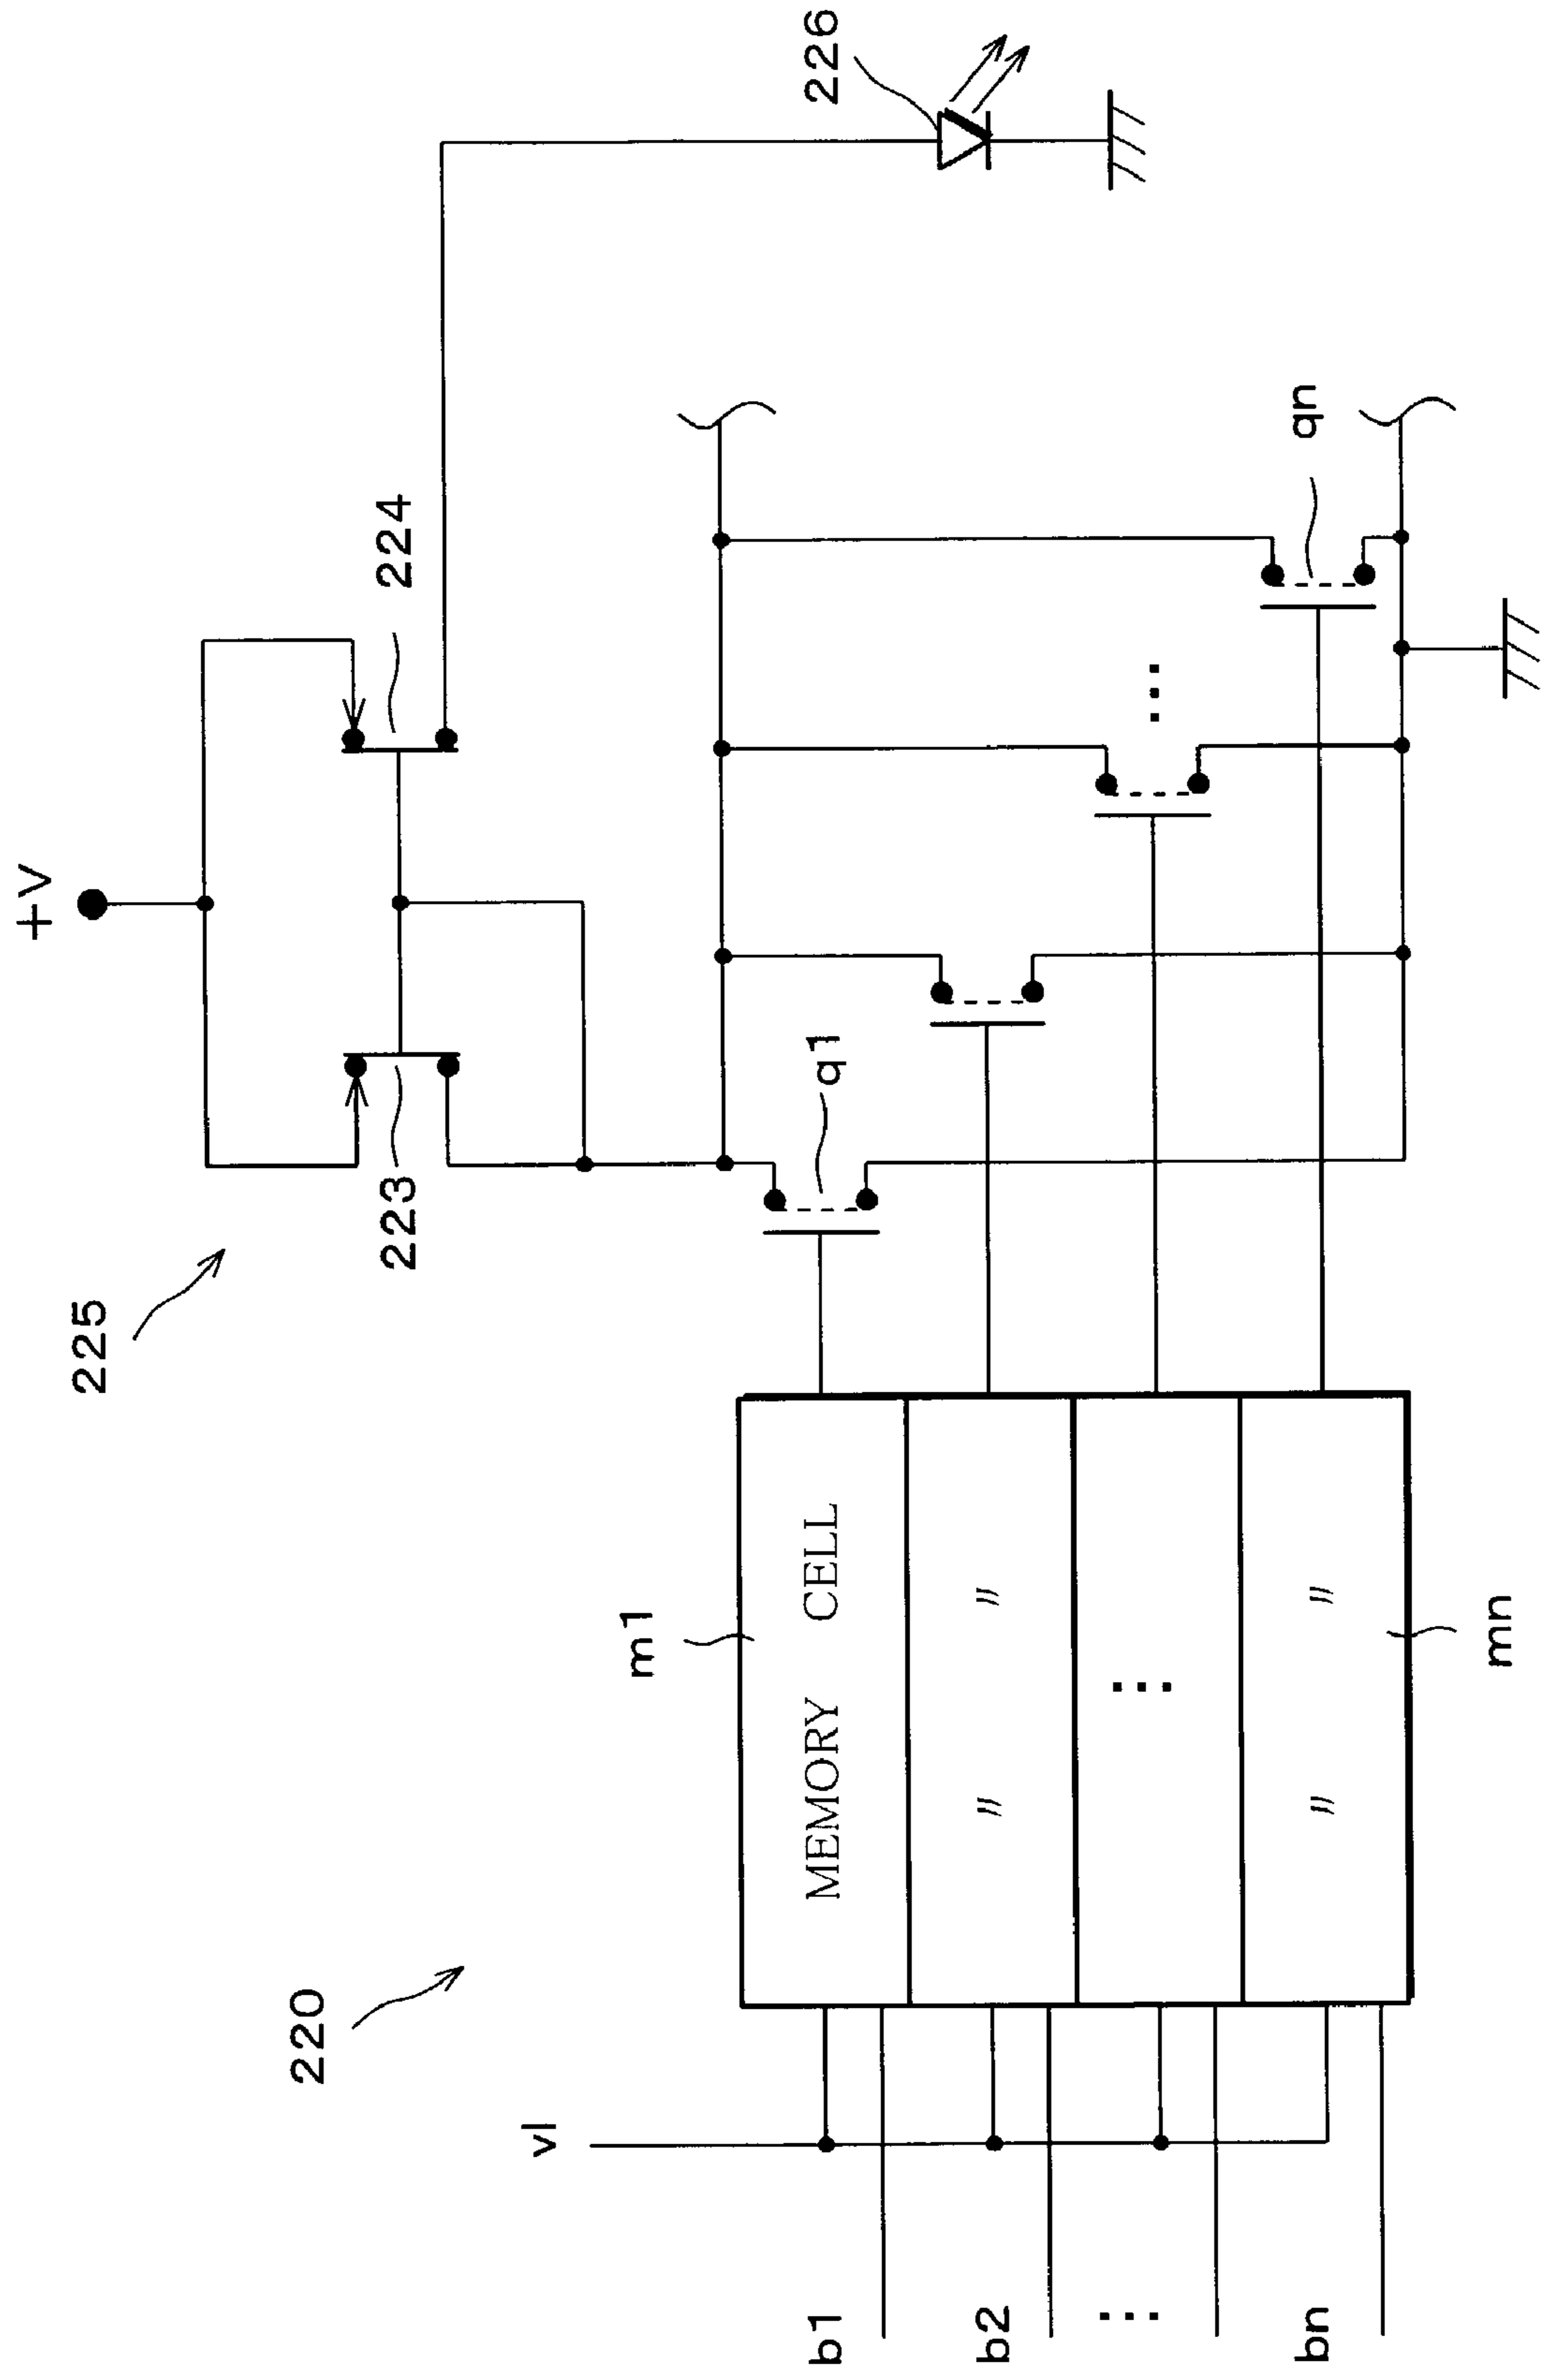 220
225
+V
223
224
226
vl
m1
q1
MEMORY CELL
b1
b2
〃 〃
...
...
...
bn
〃 〃
mn
qn